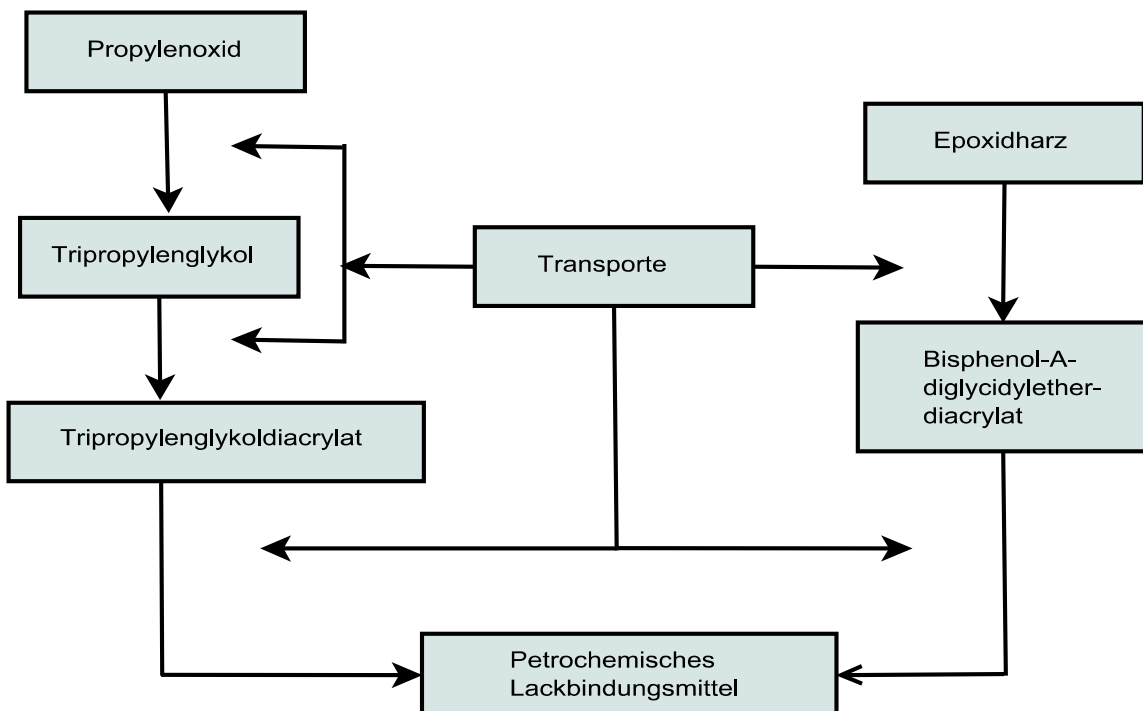 Propylenoxid
Epoxidharz
Tripropylenglykol
Transporte
Bisphenol-A-
diglycidylether-
diacrylat
Tripropylenglykoldiacrylat
Petrochemisches
Lackbindungsmittel